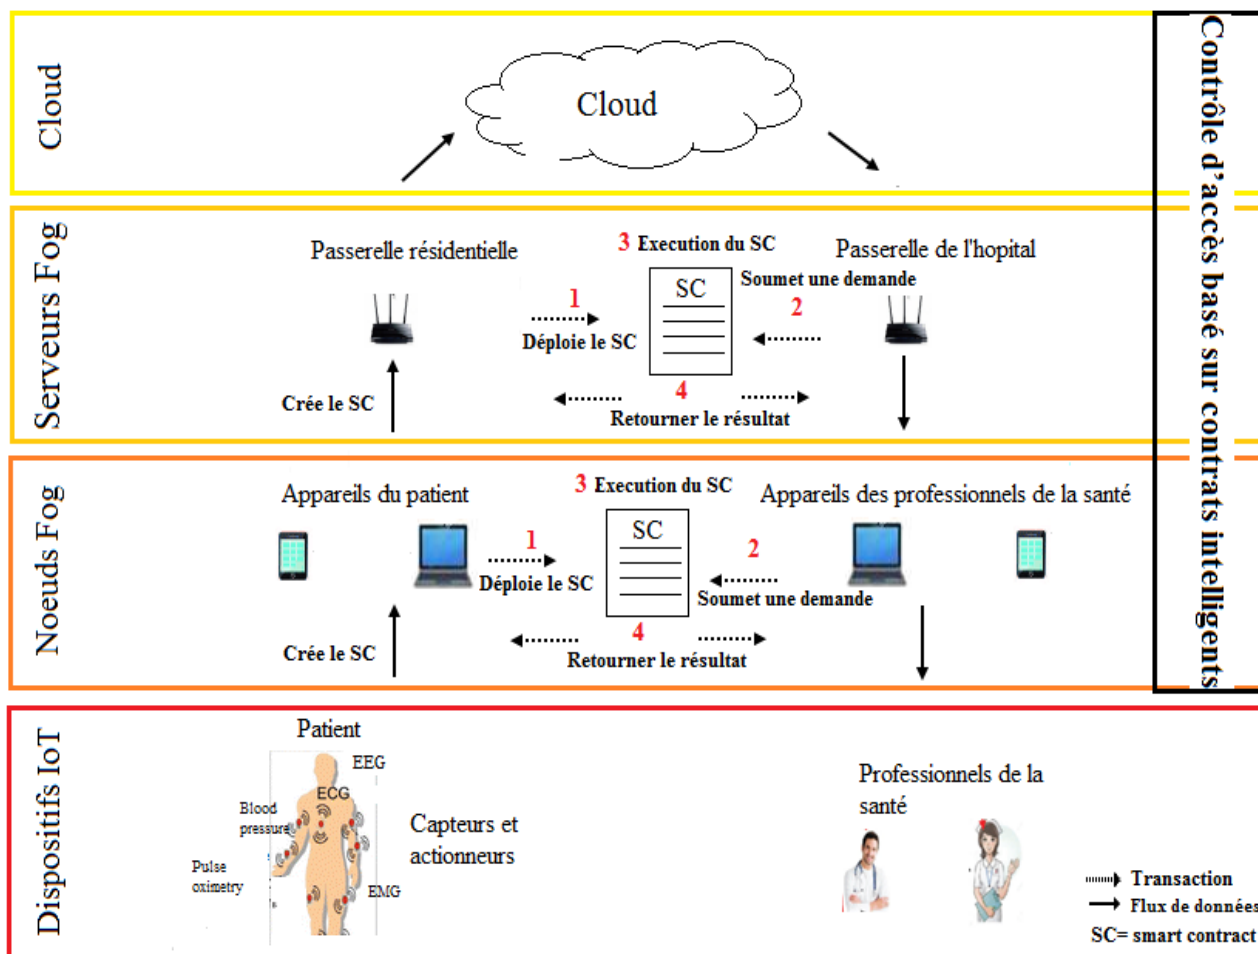 Cloud
Cloud
Contrôle d'accès basé sur contrats intelligents
Serveurs Fog
Passerelle résidentielle
3 Execution du SC
Passerelle de l'hopital
SC
Soumet une demande
1
2
Déploie le SC
4
Crée le SC
Retourner le résultat
Noeuds Fog
Appareils du patient
3 Execution du SC
Appareils des professionnels de la santé
SC
1
2
Déploie le SC
Soumet une demande
4
Crée le SC
Retourner le résultat
Dispositifs IoT
Patient
EEG
ECG
Blood
pressure
Pulse
oximetry
EMG
Capteurs et
actionneurs
Professionnels de la
santé
Transaction
Flux de données
SC= smart contract